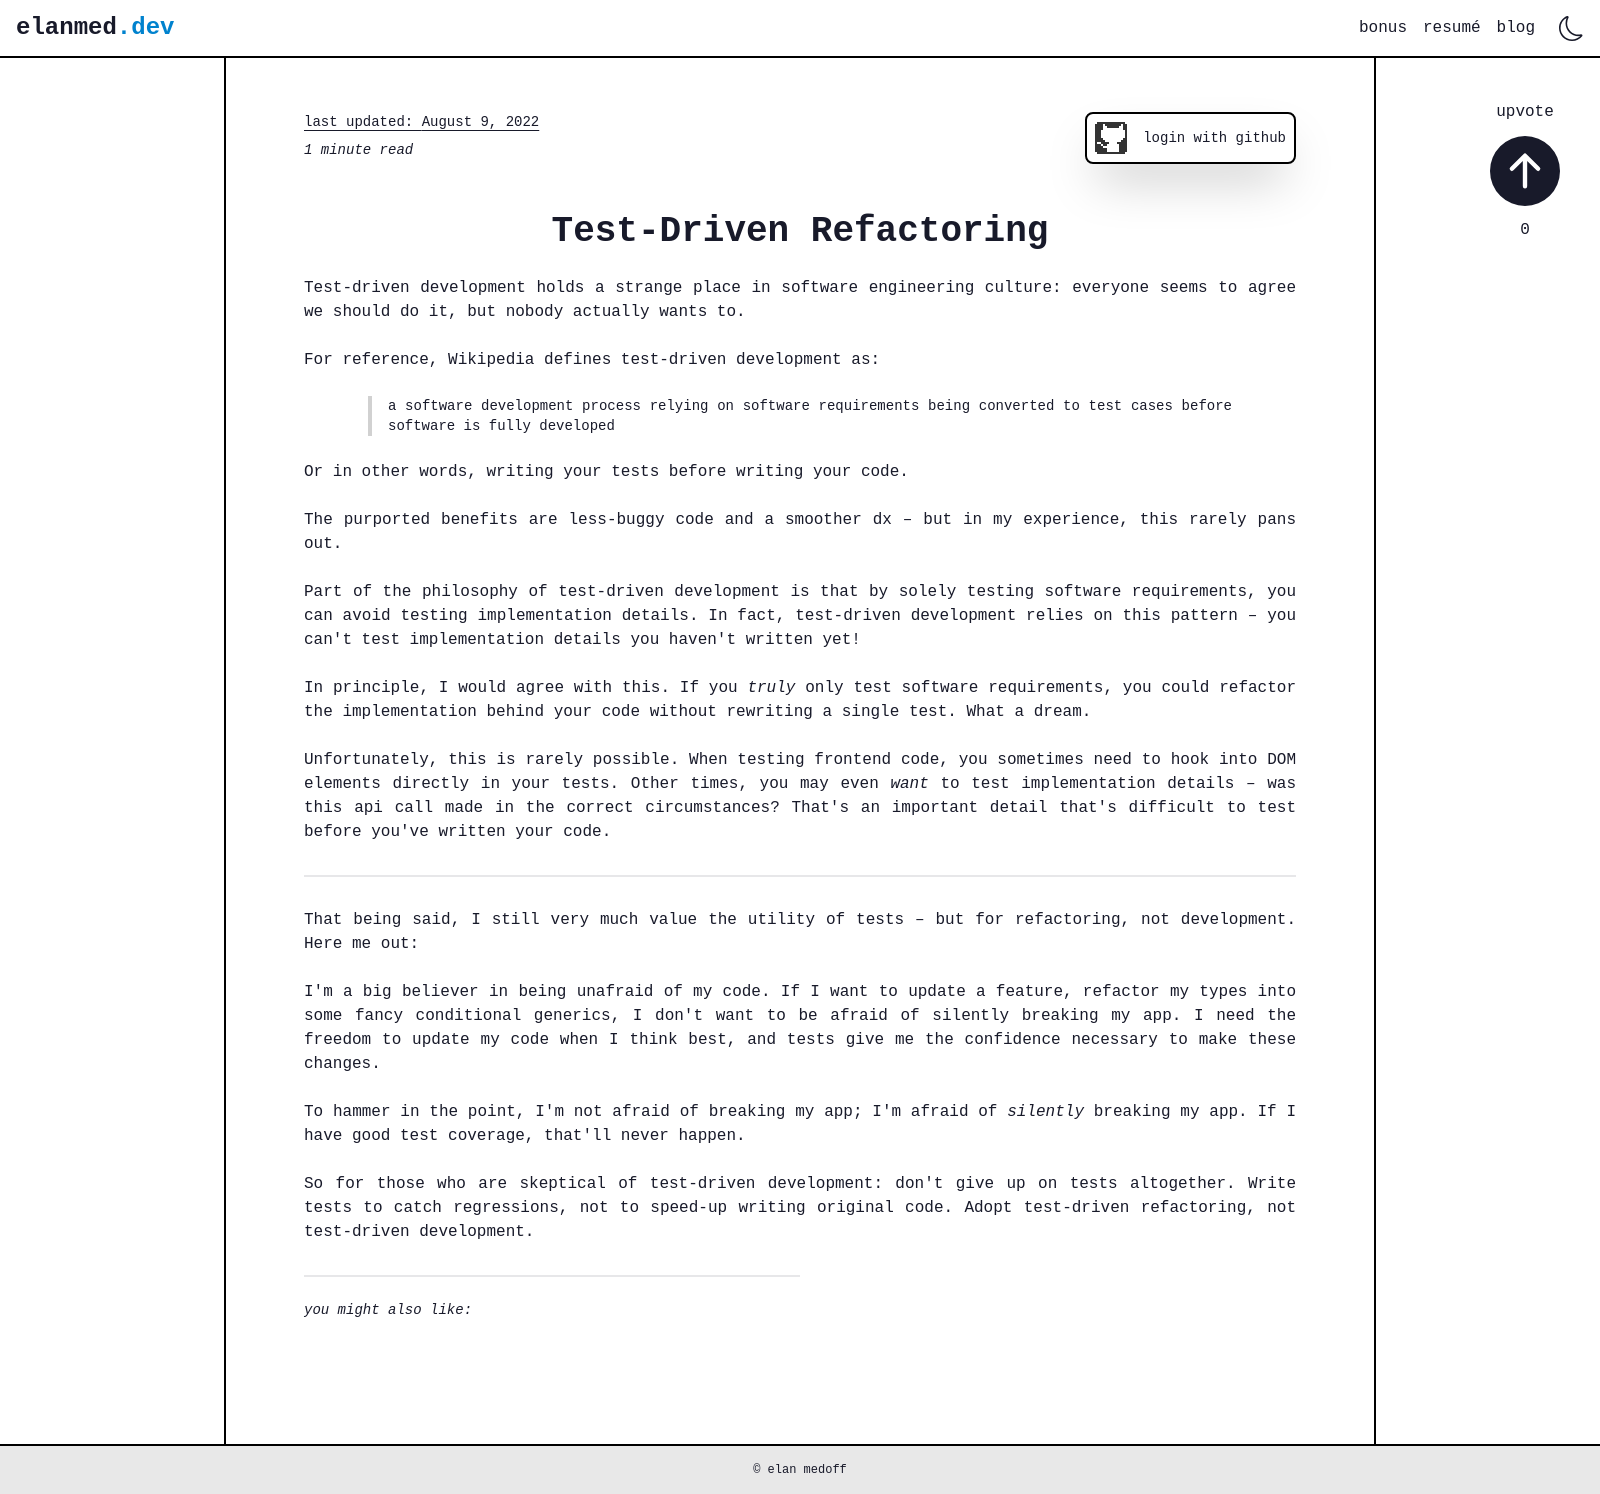 elanmed.dev
bonus resumé blog
last updated: August 9, 2022
1 minute read
login with github
upvote
0
Test-Driven Refactoring
Test-driven development holds a strange place in software engineering culture: everyone seems to agree
we should do it, but nobody actually wants to.
For reference, Wikipedia defines test-driven development as:
a software development process relying on software requirements being converted to test cases before
software is fully developed
Or in other words, writing your tests before writing your code.
The purported benefits are less-buggy code and a smoother dx – but in my experience, this rarely pans
out.
Part of the philosophy of test-driven development is that by solely testing software requirements, you
can avoid testing implementation details. In fact, test-driven development relies on this pattern – you
can't test implementation details you haven't written yet!
In principle, I would agree with this. If you truly only test software requirements, you could refactor
the implementation behind your code without rewriting a single test. What a dream.
Unfortunately, this is rarely possible. When testing frontend code, you sometimes need to hook into DOM
elements directly in your tests. Other times, you may even want to test implementation details – was
this api call made in the correct circumstances? That's an important detail that's difficult to test
before you've written your code.
That being said, I still very much value the utility of tests – but for refactoring, not development.
Here me out:
I'm a big believer in being unafraid of my code. If I want to update a feature, refactor my types into
some fancy conditional generics, I don't want to be afraid of silently breaking my app. I need the
freedom to update my code when I think best, and tests give me the confidence necessary to make these
changes.
To hammer in the point, I'm not afraid of breaking my app; I'm afraid of silently breaking my app. If I
have good test coverage, that'll never happen.
So for those who are skeptical of test-driven development: don't give up on tests altogether. Write
tests to catch regressions, not to speed-up writing original code. Adopt test-driven refactoring, not
test-driven development.
you might also like:
© elan medoff